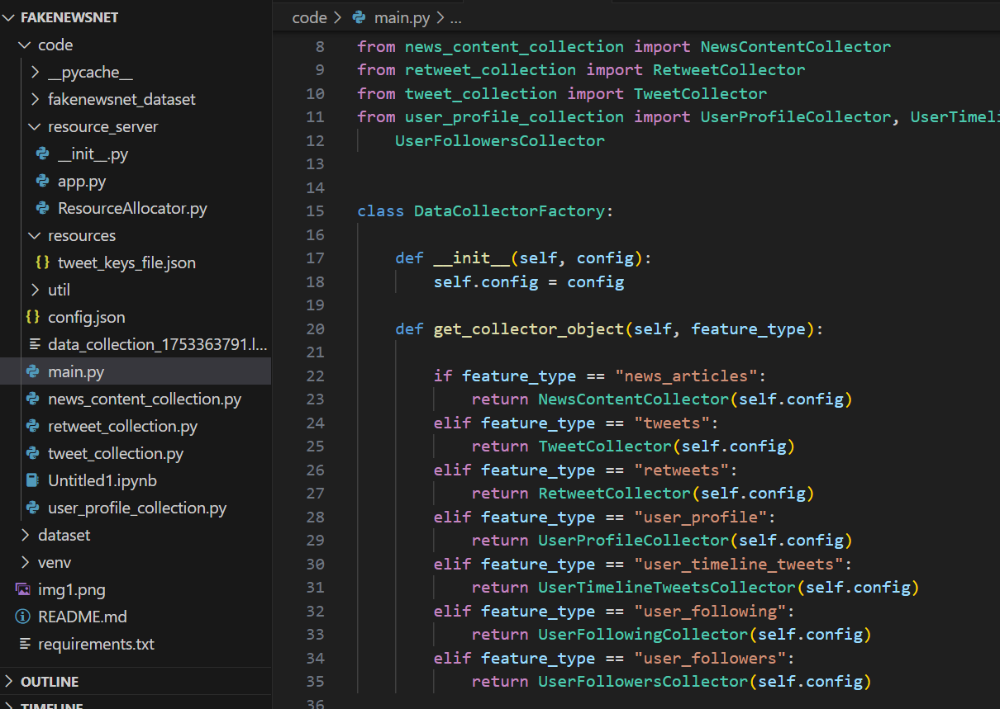 FAKENEWSNET
code
__pycache__
fakenewsnet_dataset
resource_server
__init__.py
app.py
ResourceAllocator.py
resources
{} tweet_keys_file.json
util
{} config.json
data_collection_1753363791.l...
main.py
news_content_collection.py
retweet_collection.py
tweet_collection.py
Untitled1.ipynb
user_profile_collection.py
dataset
venv
img1.png
README.md
requirements.txt
OUTLINE
TIMELINE
code > main.py > ...
8 from news_content_collection import NewsContentCollector
9 from retweet_collection import RetweetCollector
10 from tweet_collection import TweetCollector
11 from user_profile_collection import UserProfileCollector, UserTimeli
12 UserFollowersCollector
13
14
15 class DataCollectorFactory:
16
17 def __init__(self, config):
18 self.config = config
19
20 def get_collector_object(self, feature_type):
21
22 if feature_type == "news_articles":
23 return NewsContentCollector(self.config)
24 elif feature_type == "tweets":
25 return TweetCollector(self.config)
26 elif feature_type == "retweets":
27 return RetweetCollector(self.config)
28 elif feature_type == "user_profile":
29 return UserProfileCollector(self.config)
30 elif feature_type == "user_timeline_tweets":
31 return UserTimelineTweetsCollector(self.config)
32 elif feature_type == "user_following":
33 return UserFollowingCollector(self.config)
34 elif feature_type == "user_followers":
35 return UserFollowersCollector(self.config)
36